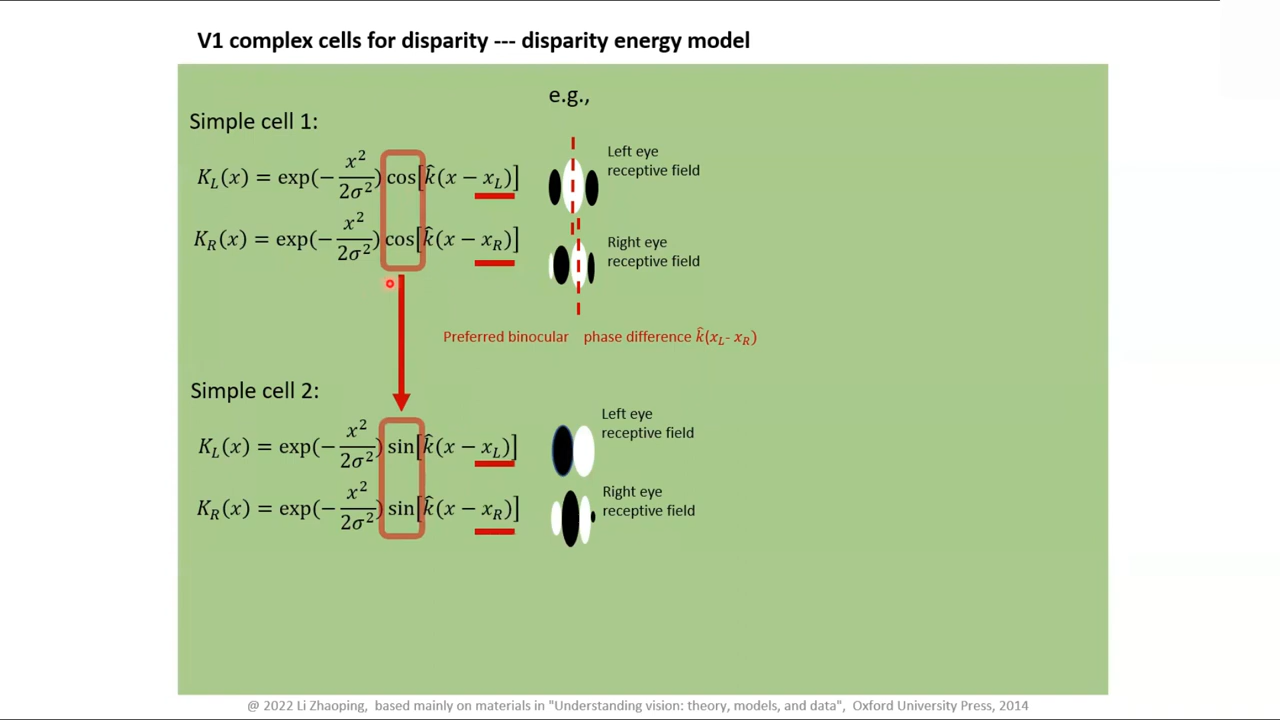 V1 complex cells for disparity --- disparity energy model
e.g.,
Simple cell 1:
K_L(x) = exp(−x²/2σ²) cos[k̂(x − x_L)]
Left eye
receptive field
K_R(x) = exp(−x²/2σ²) cos[k̂(x − x_R)]
Right eye
receptive field
Preferred binocular phase difference k̂(x_L- x_R)
Simple cell 2:
K_L(x) = exp(−x²/2σ²) sin[k̂(x − x_L)]
Left eye
receptive field
K_R(x) = exp(−x²/2σ²) sin[k̂(x − x_R)]
Right eye
receptive field
@ 2022 Li Zhaoping, based mainly on materials in "Understanding vision: theory, models, and data", Oxford University Press, 2014